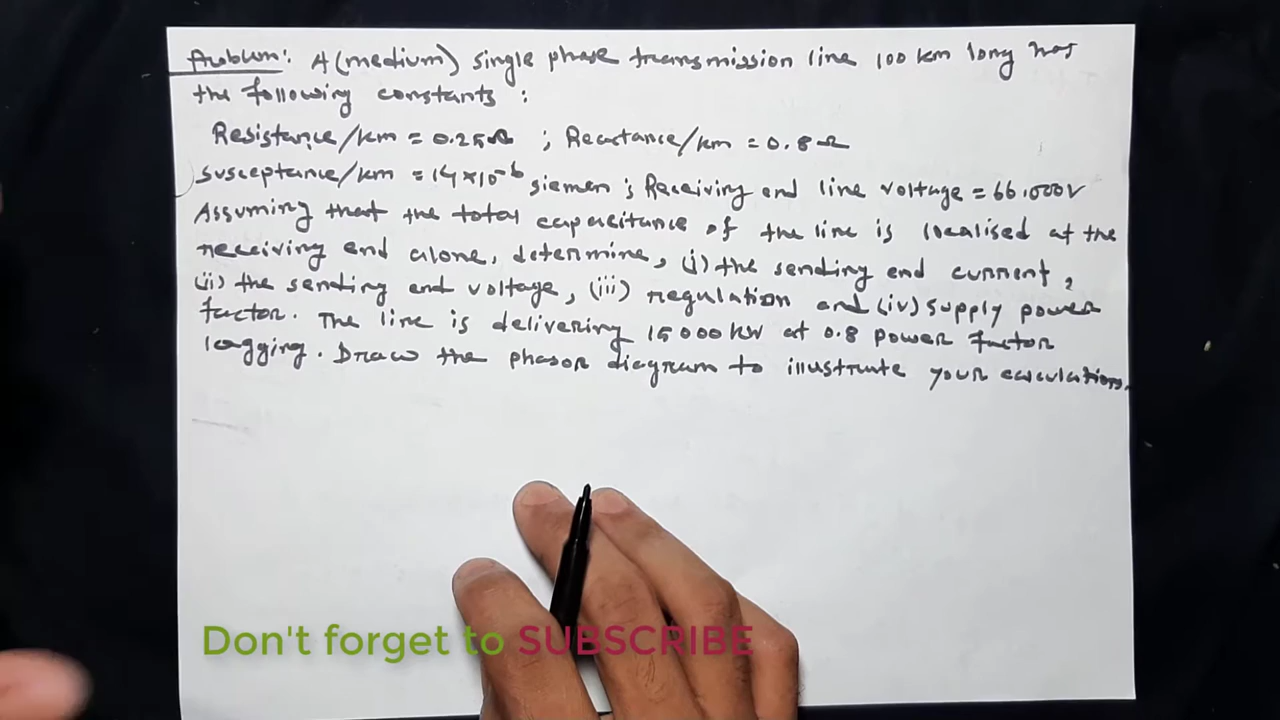 Problem: A (medium) single phase transmission line 100 km long has
the following constants :
Resistance/km = 0.25Ω ; Reactance/km = 0.8Ω
Susceptance/km = 14×10⁻⁶ siemen ; Receiving end line voltage = 66,000V
Assuming that the total capacitance of the line is localised at the
receiving end alone, determine, (i) the sending end current,
(ii) the sending end voltage, (iii) regulation and (iv) supply power
factor. The line is delivering 15000 kW at 0.8 power factor
lagging. Draw the phasor diagram to illustrate your calculations.
Don't forget to SUBSCRIBE